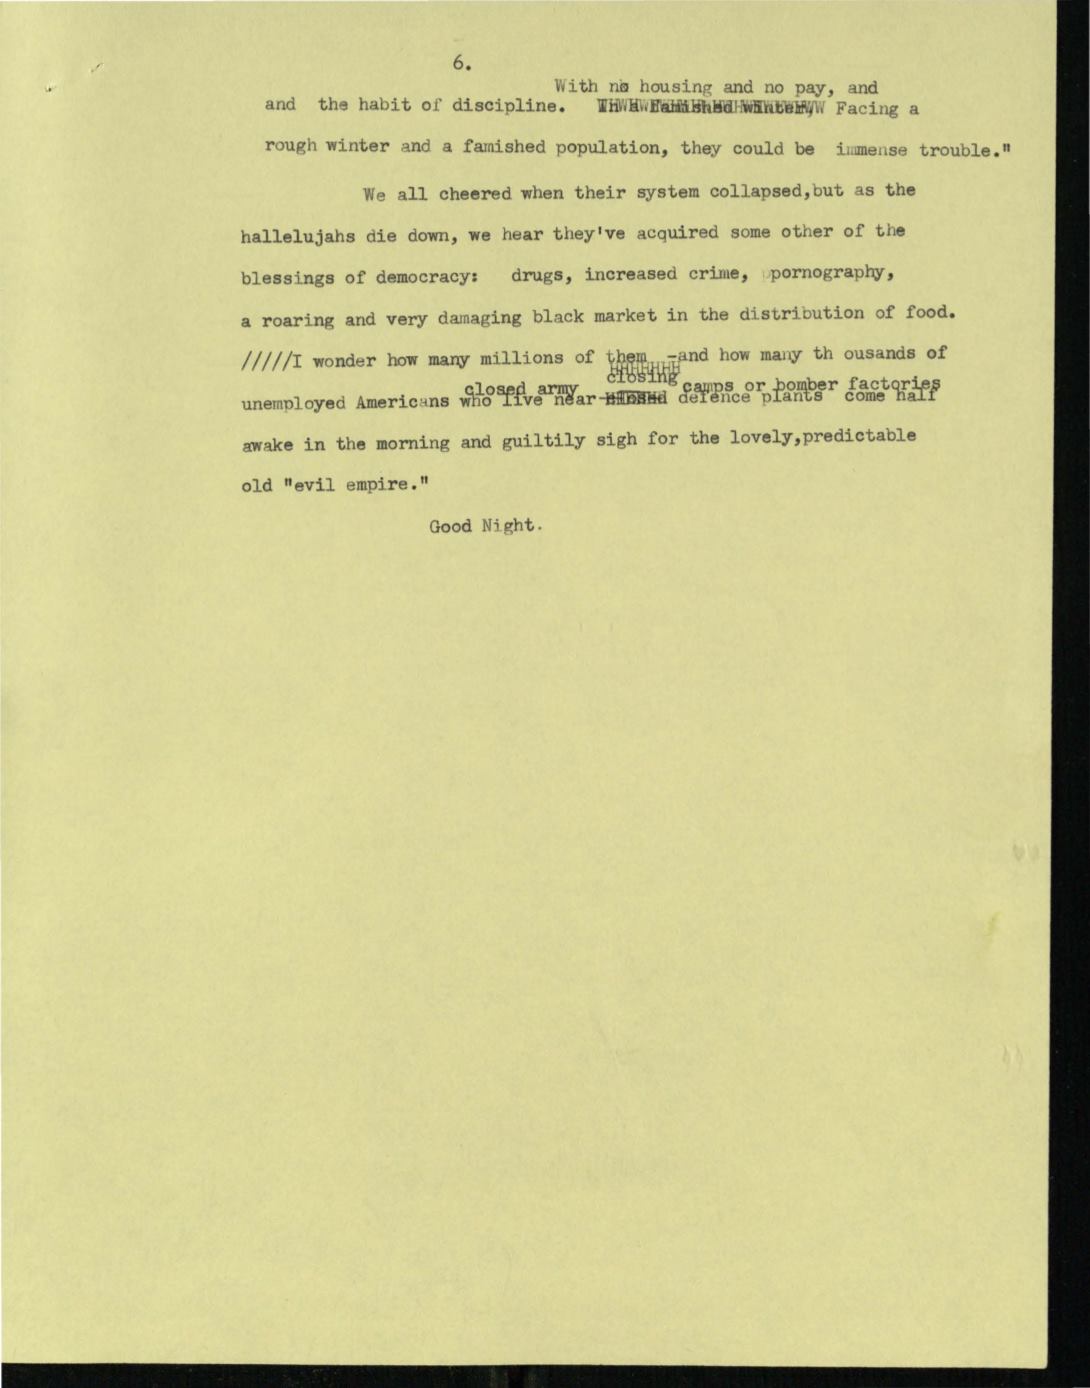 6.
With no housing and no pay, and
and the habit of discipline. Facing a
rough winter and a famished population, they could be immense trouble."
We all cheered when their system collapsed,but as the
hallelujahs die down, we hear they've acquired some other of the
blessings of democracy: drugs, increased crime, pornography,
a roaring and very damaging black market in the distribution of food.
/////I wonder how many millions of them -and how many th ousands of
closed army closing camps or bomber factories
unemployed Americans who live near defence plants come half
awake in the morning and guiltily sigh for the lovely,predictable
old "evil empire."
Good Night.